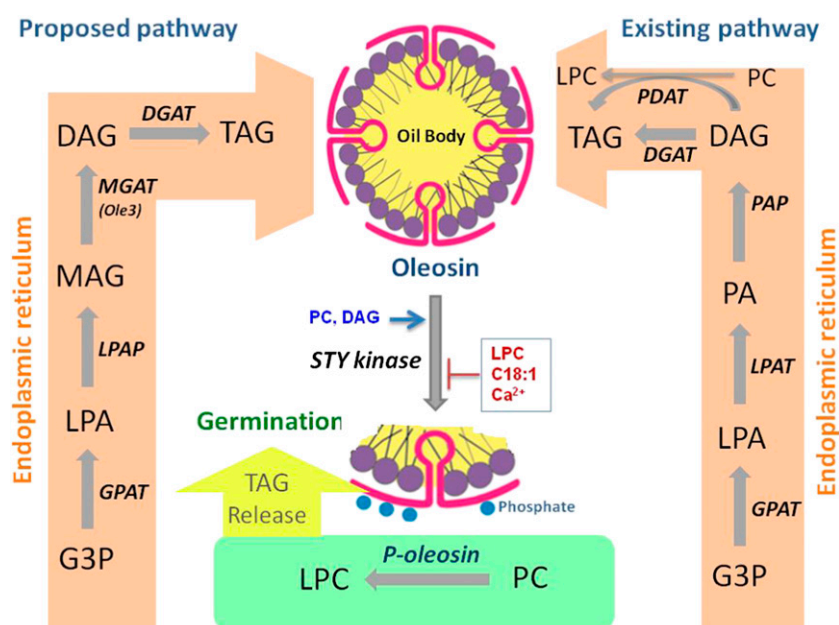 Proposed pathway
Existing pathway
DGAT
DAG
TAG
MGAT
(Ole3)
MAG
LPAP
LPA
GPAT
G3P
Endoplasmic reticulum
Oil Body
Oleosin
PC, DAG
STY kinase
LPC
C18:1
Ca²⁺
Germination
TAG
Release
Phosphate
P-oleosin
LPC
PC
LPC
PC
PDAT
TAG
DAG
DGAT
PAP
PA
LPAT
LPA
GPAT
G3P
Endoplasmic reticulum